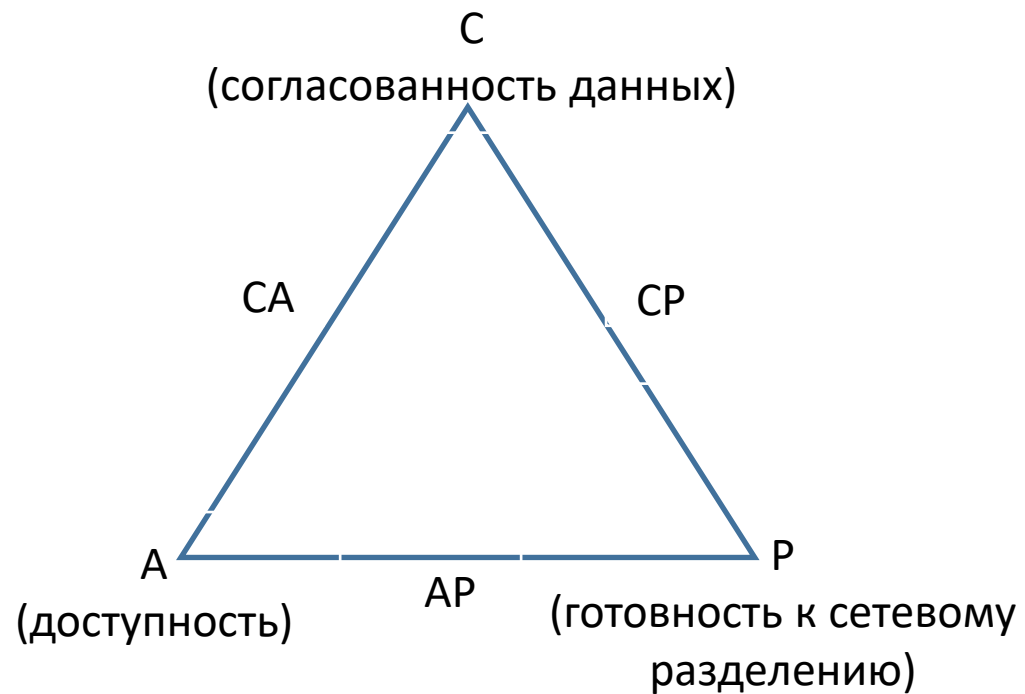 C
(согласованность данных)
CA
CP
A
P
AP
(доступность)
(готовность к сетевому
разделению)